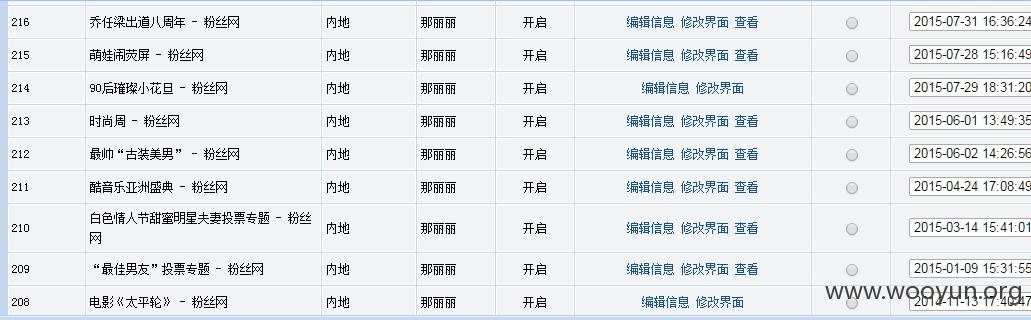 216 乔任梁出道八周年 - 粉丝网 内地 那丽丽 开启 编辑信息 修改界面 查看 2015-07-31 16:36:24
215 萌娃闹荧屏 - 粉丝网 内地 那丽丽 开启 编辑信息 修改界面 查看 2015-07-28 15:16:49
214 90后璀璨小花旦 - 粉丝网 内地 那丽丽 开启 编辑信息 修改界面 2015-07-29 18:31:20
213 时尚周 - 粉丝网 内地 那丽丽 开启 编辑信息 修改界面 查看 2015-06-01 13:49:35
212 最帅“古装美男” - 粉丝网 内地 那丽丽 开启 编辑信息 修改界面 查看 2015-06-02 14:26:56
211 酷音乐亚洲盛典 - 粉丝网 内地 那丽丽 开启 编辑信息 修改界面 查看 2015-04-24 17:08:49
210 白色情人节甜蜜明星夫妻投票专题 - 粉丝 内地 那丽丽 开启 编辑信息 修改界面 查看 2015-03-14 15:41:01
网
209 “最佳男友”投票专题 - 粉丝网 内地 那丽丽 开启 编辑信息 修改界面 查看 2015-01-09 15:31:55
208 电影《太平轮》 - 粉丝网 内地 那丽丽 开启 编辑信息 修改界面 2014-11-13 17:40:47
www.wooyun.org